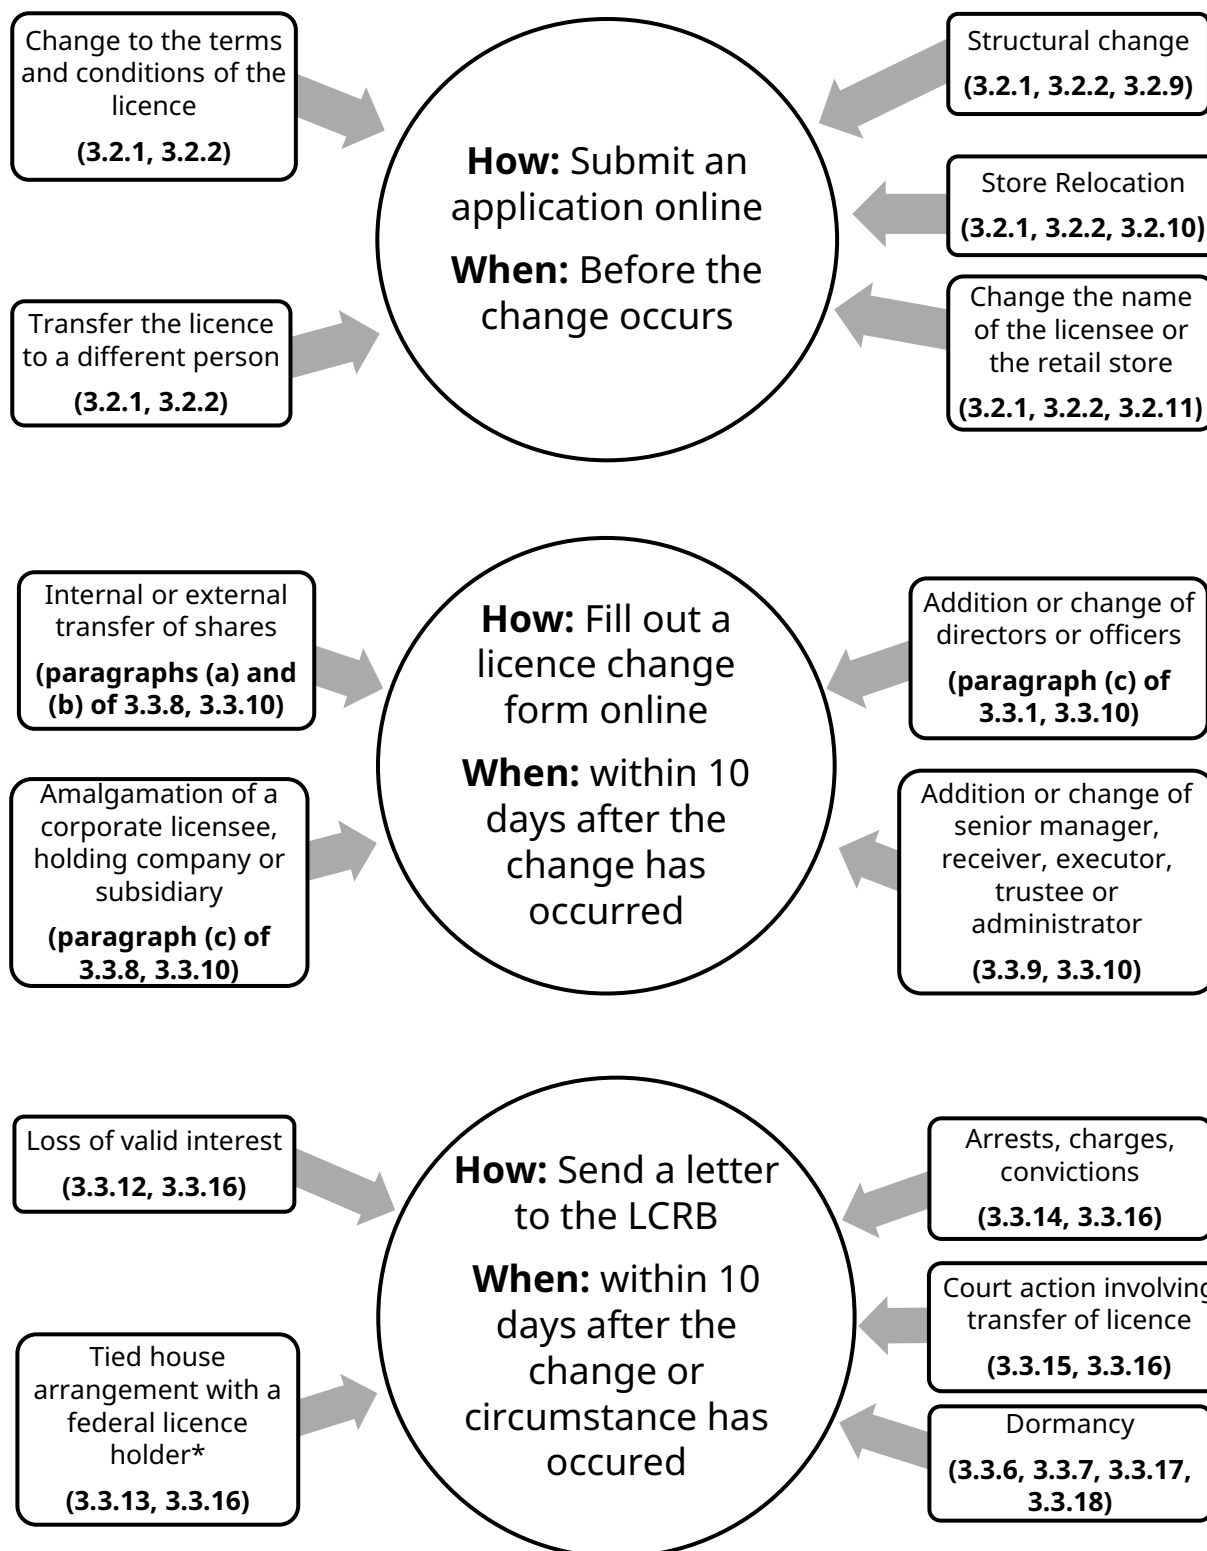 Change to the terms
and conditions of the
licence
(3.2.1, 3.2.2)
Transfer the licence
to a different person
(3.2.1, 3.2.2)
How: Submit an
application online
When: Before the
change occurs
Structural change
(3.2.1, 3.2.2, 3.2.9)
Store Relocation
(3.2.1, 3.2.2, 3.2.10)
Change the name
of the licensee or
the retail store
(3.2.1, 3.2.2, 3.2.11)
Internal or external
transfer of shares
(paragraphs (a) and
(b) of 3.3.8, 3.3.10)
Amalgamation of a
corporate licensee,
holding company or
subsidiary
(paragraph (c) of
3.3.8, 3.3.10)
How: Fill out a
licence change
form online
When: within 10
days after the
change has
occurred
Addition or change of
directors or officers
(paragraph (c) of
3.3.1, 3.3.10)
Addition or change of
senior manager,
receiver, executor,
trustee or
administrator
(3.3.9, 3.3.10)
Loss of valid interest
(3.3.12, 3.3.16)
Tied house
arrangement with a
federal licence
holder*
(3.3.13, 3.3.16)
How: Send a letter
to the LCRB
When: within 10
days after the
change or
circumstance has
occured
Arrests, charges,
convictions
(3.3.14, 3.3.16)
Court action involving
transfer of licence
(3.3.15, 3.3.16)
Dormancy
(3.3.6, 3.3.7, 3.3.17,
3.3.18)